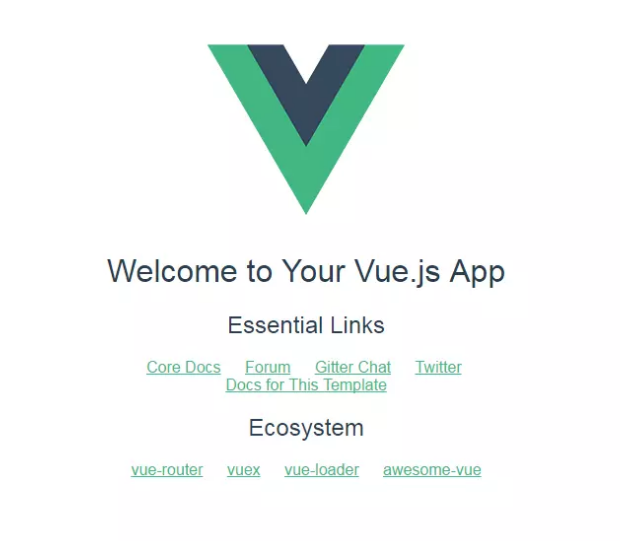 Welcome to Your Vue.js App
Essential Links
Core Docs Forum Gitter Chat Twitter
Docs for This Template
Ecosystem
vue-router vuex vue-loader awesome-vue